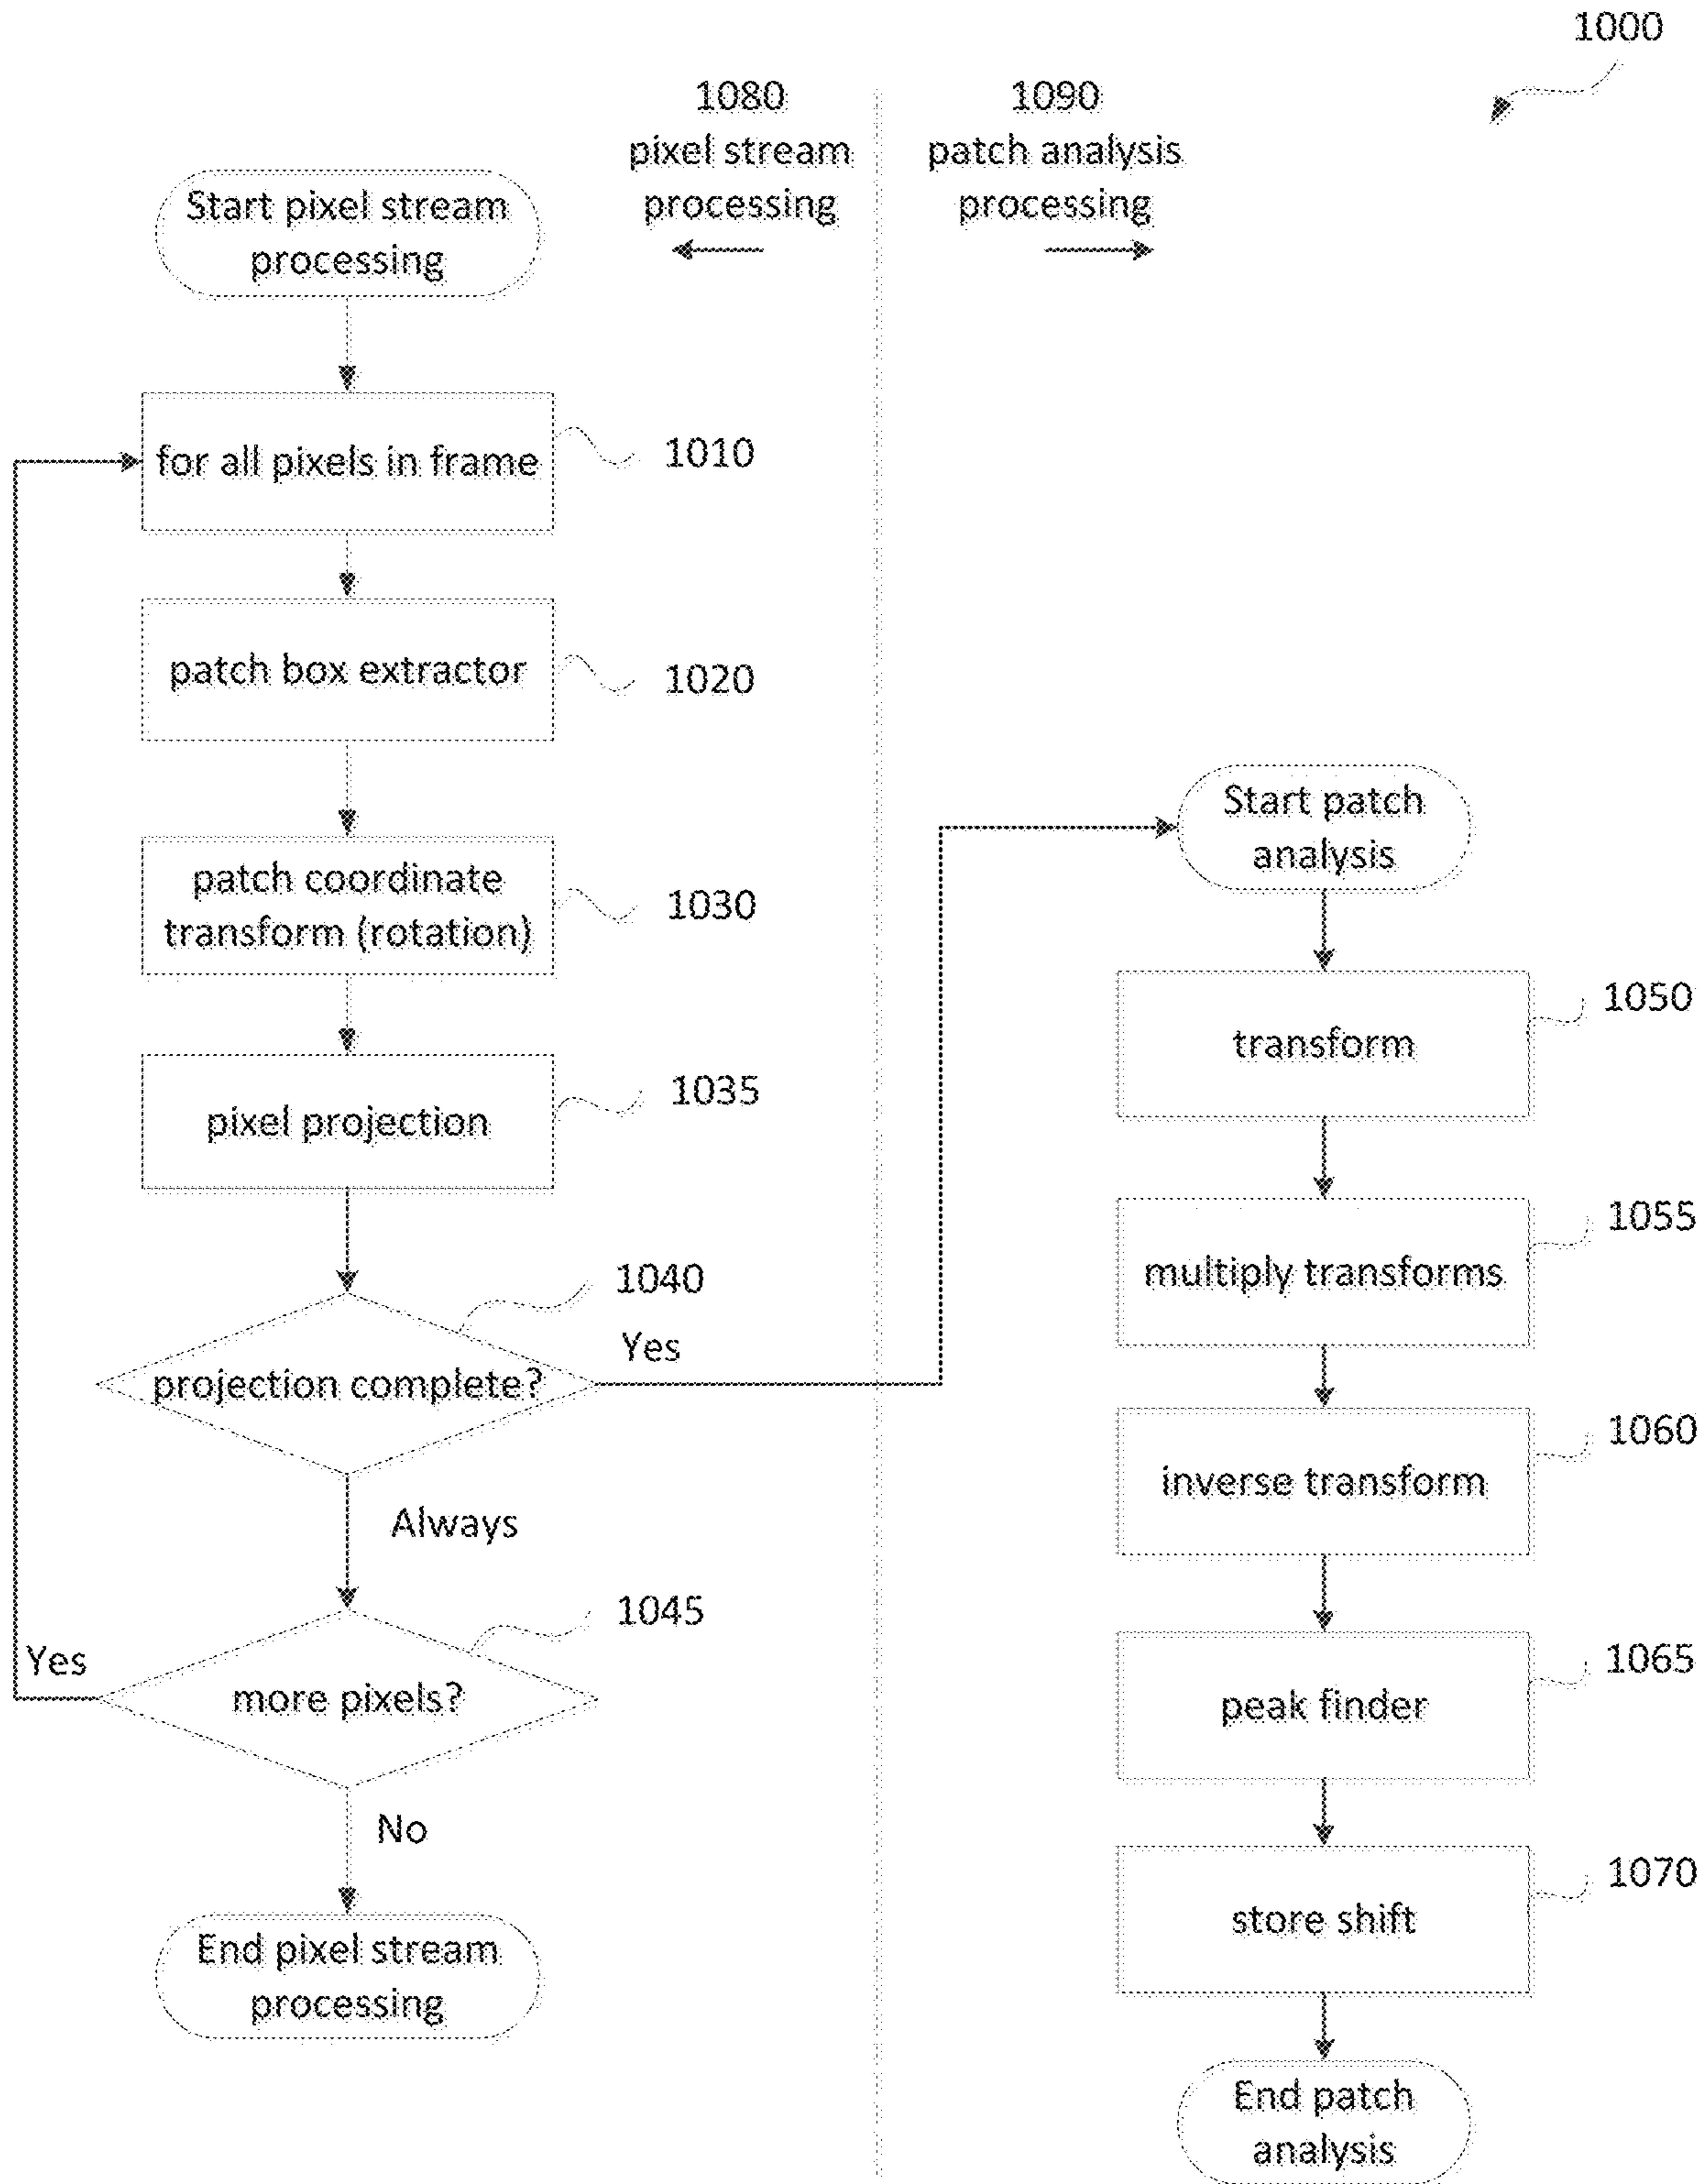 1000
1080
pixel stream
processing
1090
patch analysis
processing
Start pixel stream
processing
for all pixels in frame
1010
patch box extractor
1020
patch coordinate
transform (rotation)
1030
pixel projection
1035
projection complete?
1040
Yes
Always
more pixels?
1045
Yes
No
End pixel stream
processing
Start patch
analysis
transform
1050
multiply transforms
1055
inverse transform
1060
peak finder
1065
store shift
1070
End patch
analysis